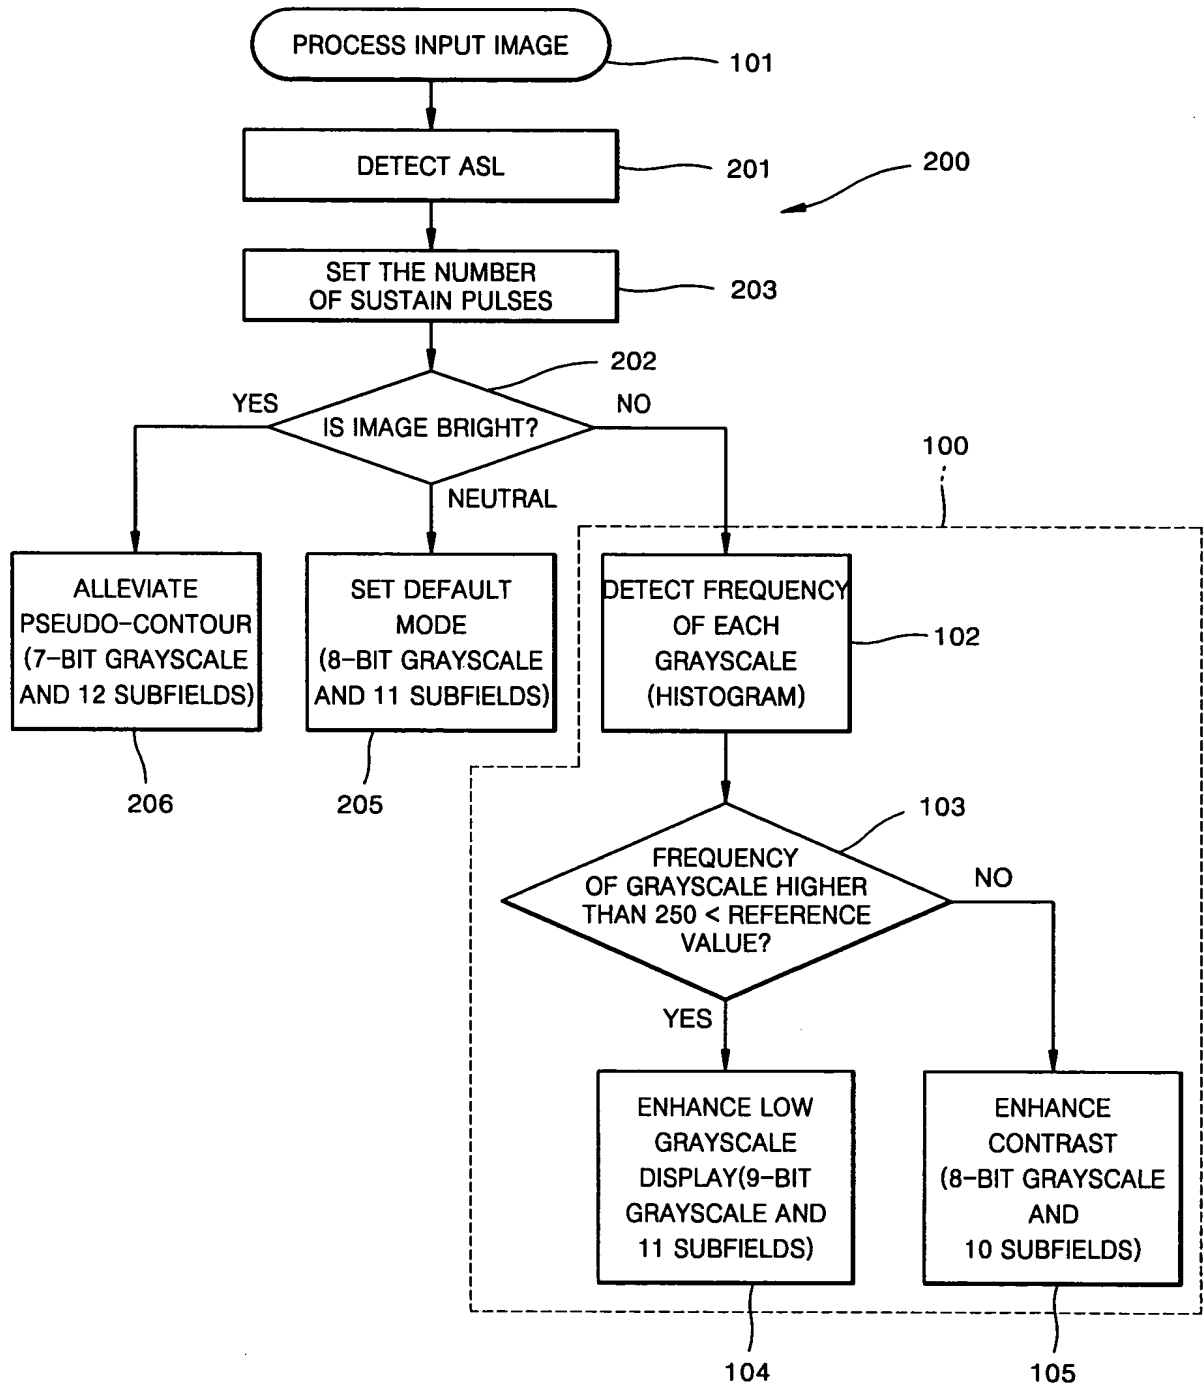 PROCESS INPUT IMAGE
101
DETECT ASL
201
200
SET THE NUMBER
OF SUSTAIN PULSES
203
202
YES
IS IMAGE BRIGHT?
NO
NEUTRAL
100
ALLEVIATE
PSEUDO-CONTOUR
(7-BIT GRAYSCALE
AND 12 SUBFIELDS)
206
SET DEFAULT
MODE
(8-BIT GRAYSCALE
AND 11 SUBFIELDS)
205
DETECT FREQUENCY
OF EACH
GRAYSCALE
(HISTOGRAM)
102
103
FREQUENCY
OF GRAYSCALE HIGHER
THAN 250 < REFERENCE
VALUE?
NO
YES
ENHANCE LOW
GRAYSCALE
DISPLAY(9-BIT
GRAYSCALE AND
11 SUBFIELDS)
104
ENHANCE
CONTRAST
(8-BIT GRAYSCALE
AND
10 SUBFIELDS)
105